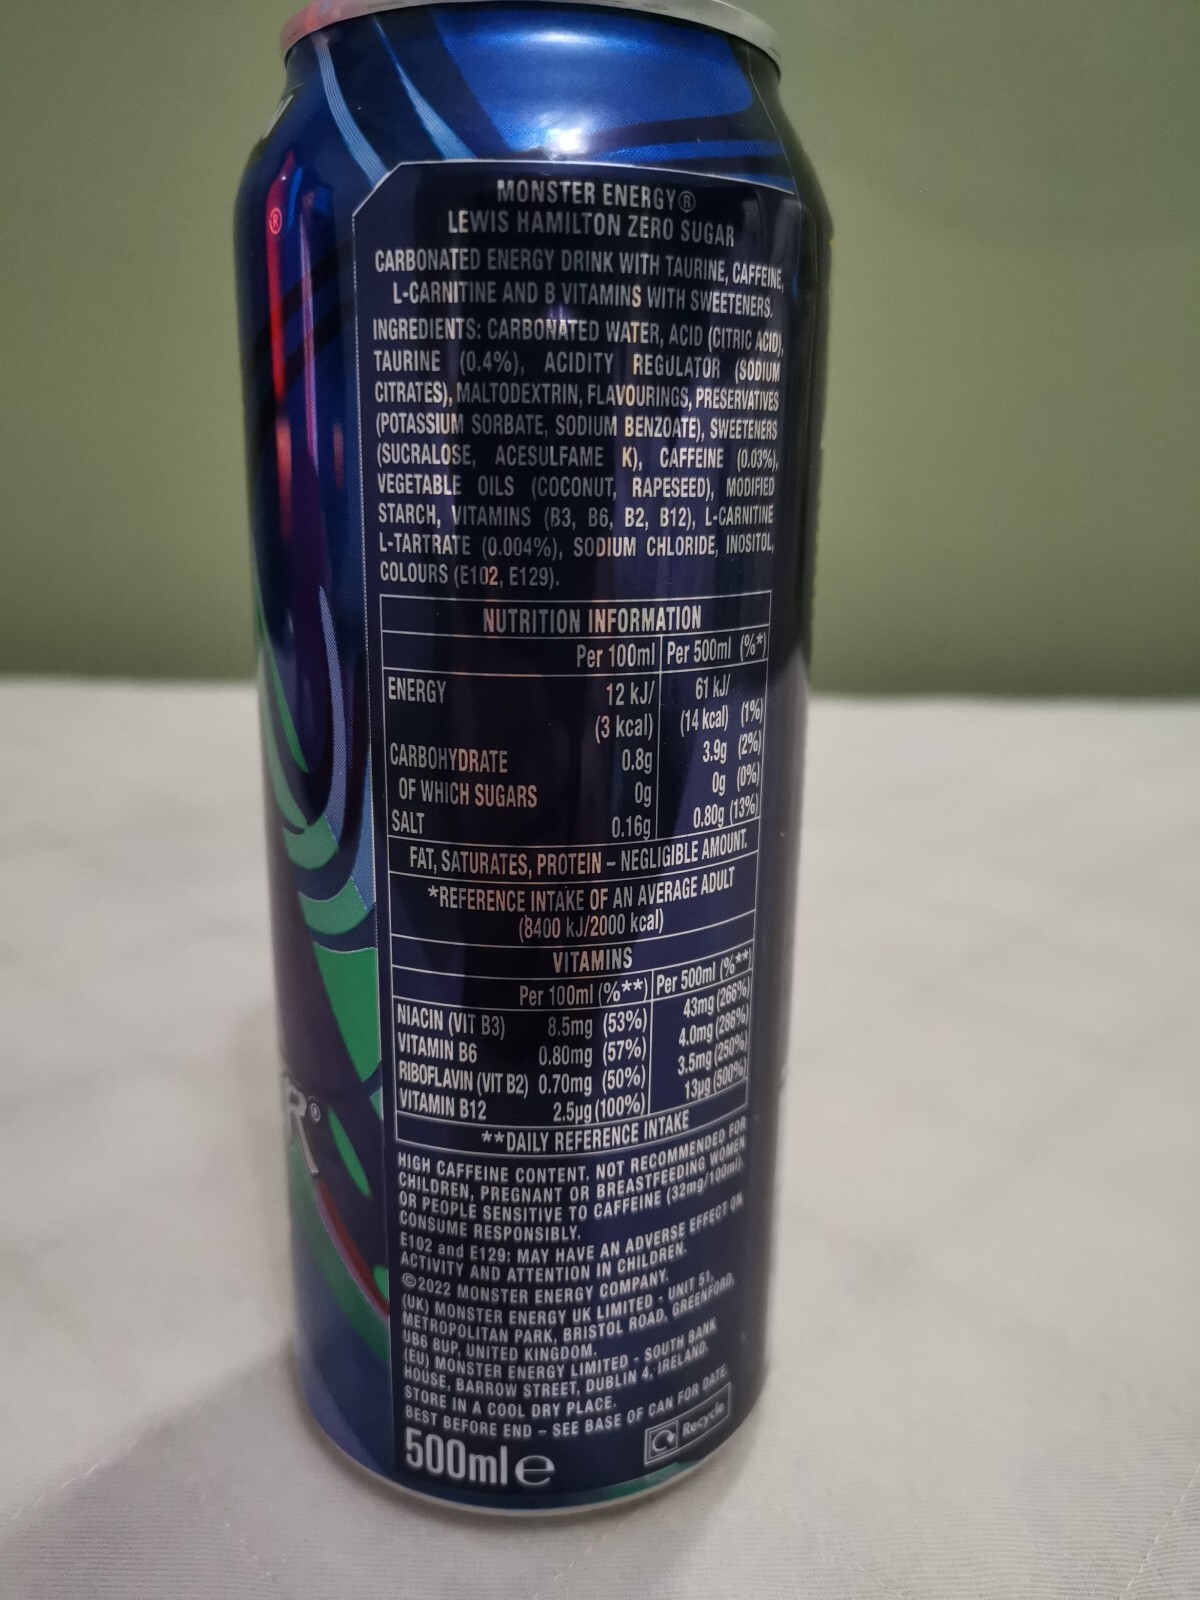 MONSTER ENERGY®
LEWIS HAMILTON ZERO SUGAR
CARBONATED ENERGY DRINK WITH TAURINE, CAFFEINE,
L-CARNITINE AND B VITAMINS WITH SWEETENERS.
INGREDIENTS: CARBONATED WATER, ACID (CITRIC ACID),
TAURINE (0.4%), ACIDITY REGULATOR (SODIUM
CITRATES), MALTODEXTRIN, FLAVOURINGS, PRESERVATIVES
(POTASSIUM SORBATE, SODIUM BENZOATE), SWEETENERS
(SUCRALOSE, ACESULFAME K), CAFFEINE (0.03%),
VEGETABLE OILS (COCONUT, RAPESEED), MODIFIED
STARCH, VITAMINS (B3, B6, B2, B12), L-CARNITINE
L-TARTRATE (0.004%), SODIUM CHLORIDE, INOSITOL,
COLOURS (E102, E129).
NUTRITION INFORMATION
Per 100ml Per 500ml (%*)
ENERGY 12 kJ/ 61 kJ/
(3 kcal) (14 kcal) (1%)
CARBOHYDRATE 0.8g 3.9g (2%)
OF WHICH SUGARS 0g 0g (0%)
SALT 0.16g 0.80g (13%)
FAT, SATURATES, PROTEIN – NEGLIGIBLE AMOUNT.
*REFERENCE INTAKE OF AN AVERAGE ADULT
(8400 kJ/2000 kcal)
VITAMINS
Per 100ml (%**) Per 500ml (%**)
NIACIN (VIT B3) 8.5mg (53%) 43mg (266%)
VITAMIN B6 0.80mg (57%) 4.0mg (286%)
RIBOFLAVIN (VIT B2) 0.70mg (50%) 3.5mg (250%)
VITAMIN B12 2.5µg (100%) 13µg (500%)
**DAILY REFERENCE INTAKE
HIGH CAFFEINE CONTENT. NOT RECOMMENDED FOR
CHILDREN, PREGNANT OR BREASTFEEDING WOMEN
OR PEOPLE SENSITIVE TO CAFFEINE (32mg/100ml).
CONSUME RESPONSIBLY.
E102 and E129: MAY HAVE AN ADVERSE EFFECT ON
ACTIVITY AND ATTENTION IN CHILDREN.
©2022 MONSTER ENERGY COMPANY.
(UK) MONSTER ENERGY UK LIMITED - UNIT 51,
METROPOLITAN PARK, BRISTOL ROAD, GREENFORD,
UB6 8UP, UNITED KINGDOM.
(EU) MONSTER ENERGY LIMITED - SOUTH BANK
HOUSE, BARROW STREET, DUBLIN 4, IRELAND.
STORE IN A COOL DRY PLACE.
BEST BEFORE END – SEE BASE OF CAN FOR DATE.
500ml e
Recycle